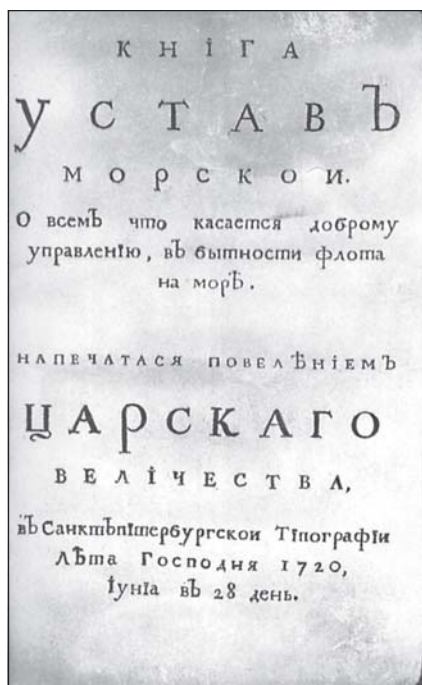 КНІГА
УСТАВЪ
МОРСКОИ.
О всемЪ что касается доброму
управленІю, вЪ бытности флота
на морѢ.
НАПЕЧАТАСЯ ПОВЕЛѢНІЕМЪ
ЦАРСКАГО
ВЕЛІЧЕСТВА,
вЪ СанктЪпІтербургскои ТІпографІи
ЛѢта Господня 1720,
ІунІа вЪ 28 день.